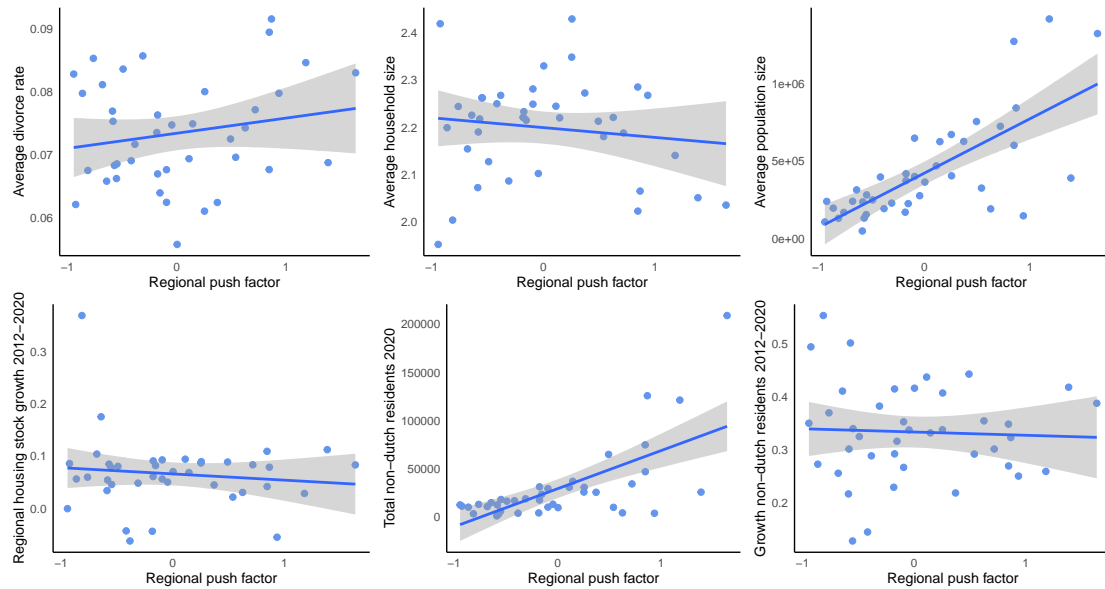 Average divorce rate
0.09
0.08
0.07
0.06
−1
0
1
Regional push factor
Average household size
2.4
2.3
2.2
2.1
2.0
−1
0
1
Regional push factor
Average population size
1e+06
5e+05
0e+00
−1
0
1
Regional push factor
Regional housing stock growth 2012−2020
0.3
0.2
0.1
0.0
−1
0
1
Regional push factor
Total non−dutch residents 2020
200000
150000
100000
50000
0
−1
0
1
Regional push factor
Growth non−dutch residents 2012−2020
0.5
0.4
0.3
0.2
−1
0
1
Regional push factor